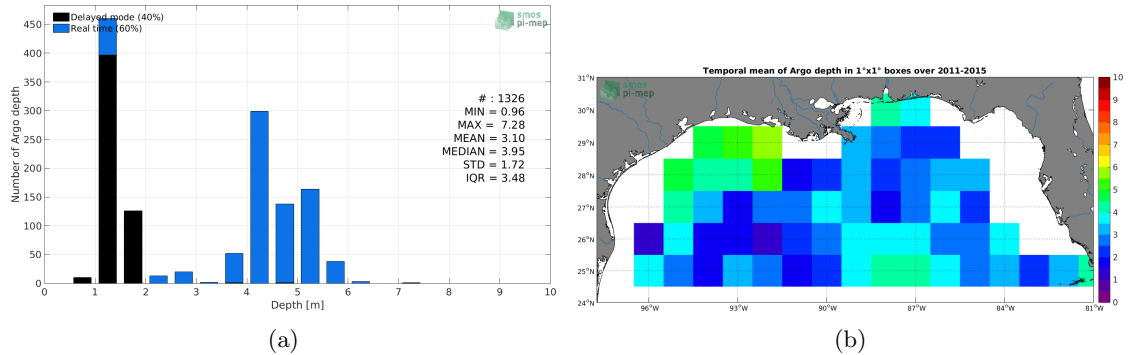 Delayed mode (40%)
Real time (60%)
smos
pi-mep
450
400
350
300
250
200
150
100
50
0
Number of Argo depth
# : 1326
MIN = 0.96
MAX = 7.28
MEAN = 3.10
MEDIAN = 3.95
STD = 1.72
IQR = 3.48
0 1 2 3 4 5 6 7 8 9 10
Depth [m]
(a)
Temporal mean of Argo depth in 1°x1° boxes over 2011-2015
smos
pi-mep
31°N
30°N
29°N
28°N
27°N
26°N
25°N
24°N
96°W 93°W 90°W 87°W 84°W 81°W
10
9
8
7
6
5
4
3
2
1
0
(b)